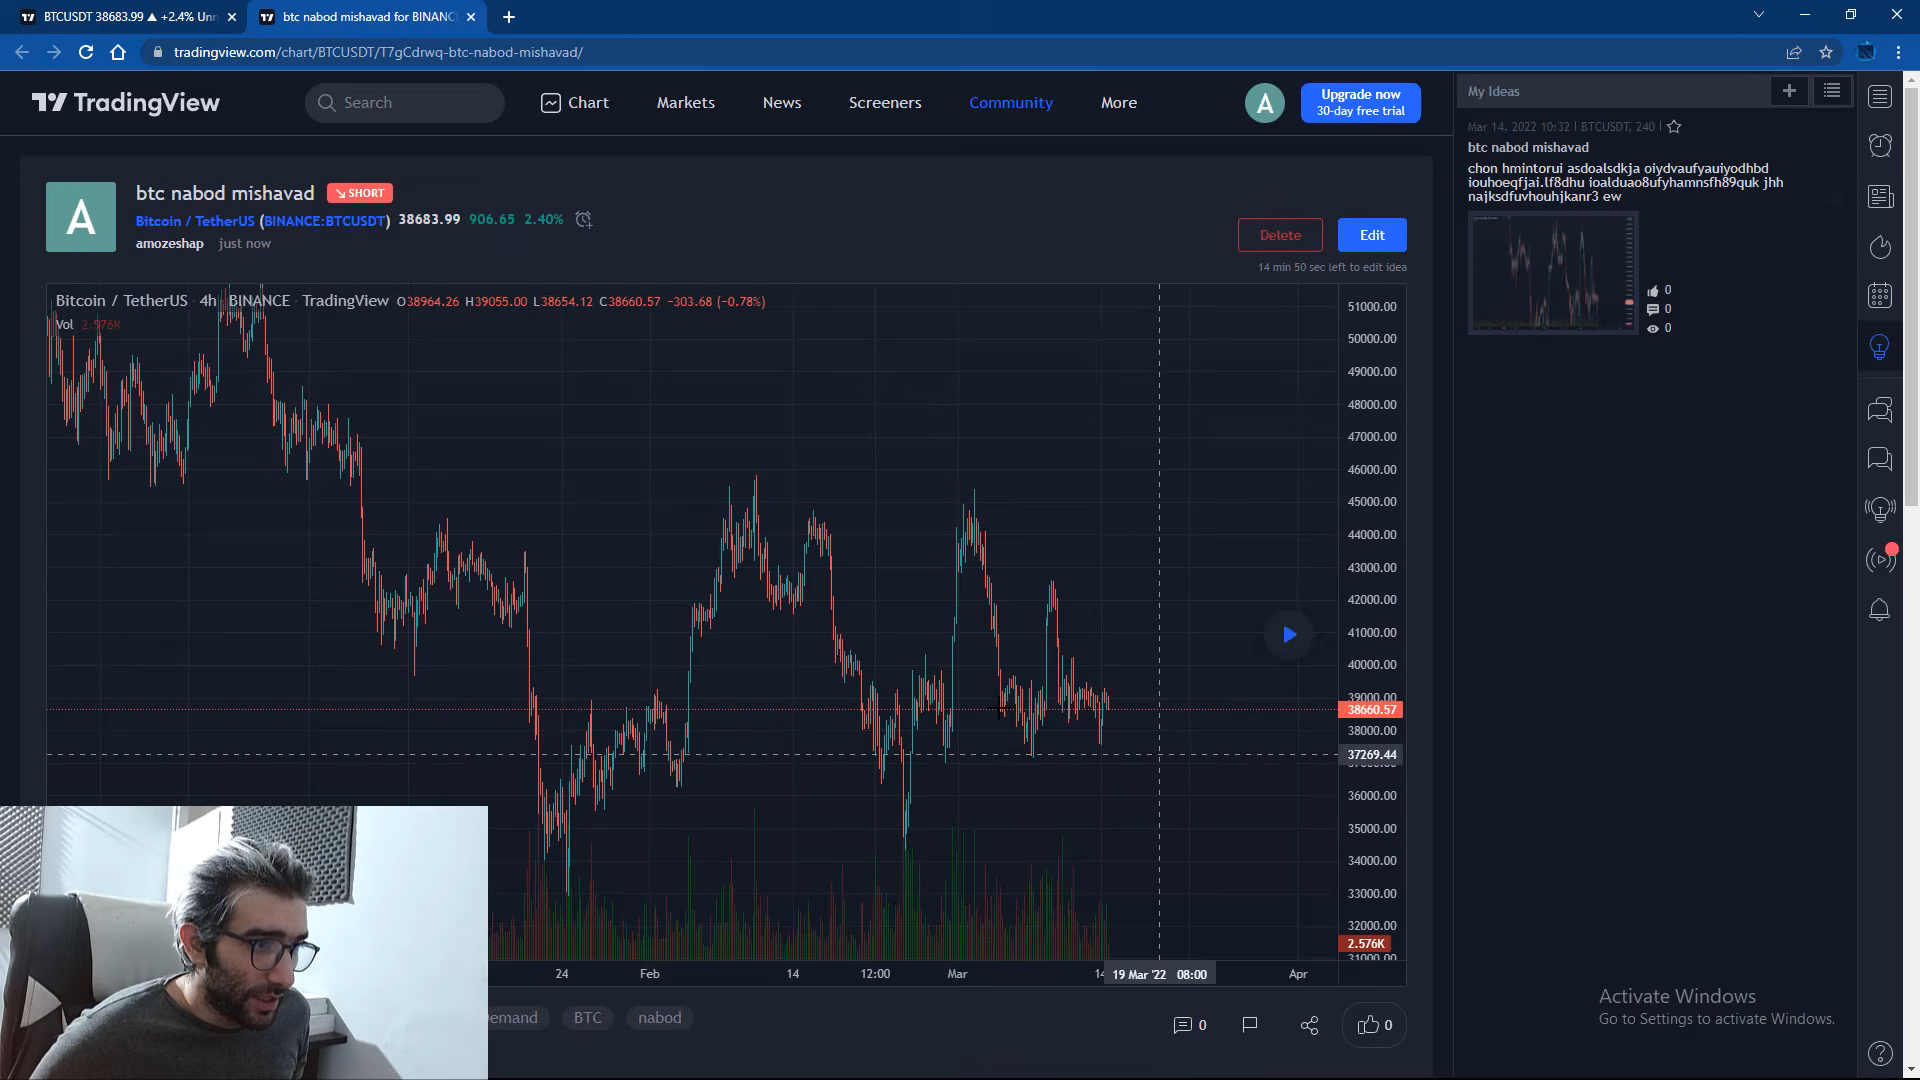 BTCUSDT 38683.99 ▲ +2.4% Unn
btc nabod mishavad for BINANC
tradingview.com/chart/BTCUSDT/T7gCdrwq-btc-nabod-mishavad/
TradingView
Search
Chart
Markets
News
Screeners
Community
More
A
Upgrade now
30-day free trial
My Ideas
Mar 14, 2022 10:32 | BTCUSDT, 240
btc nabod mishavad
chon hmintorui asdoalsdkja oiydvaufyauiyodhbd
iouhoeqfjai.lf8dhu ioalduao8ufyhamnsfh89quk jhh
najksdfuvhouhjkanr3 ew
0
0
0
A
btc nabod mishavad
SHORT
Bitcoin / TetherUS (BINANCE:BTCUSDT) 38683.99 906.65 2.40%
amozeshap just now
Delete
Edit
14 min 50 sec left to edit idea
Bitcoin / TetherUS 4h BINANCE TradingView O38964.26 H39055.00 L38654.12 C38660.57 −303.68 (−0.78%)
Vol 2.576K
51000.00
50000.00
49000.00
48000.00
47000.00
46000.00
45000.00
44000.00
43000.00
42000.00
41000.00
40000.00
39000.00
38660.57
38000.00
37269.44
36000.00
35000.00
34000.00
33000.00
32000.00
2.576K
31000.00
24
Feb
14
12:00
Mar
14
19 Mar '22 08:00
Apr
emand
BTC
nabod
0
0
Activate Windows
Go to Settings to activate Windows.